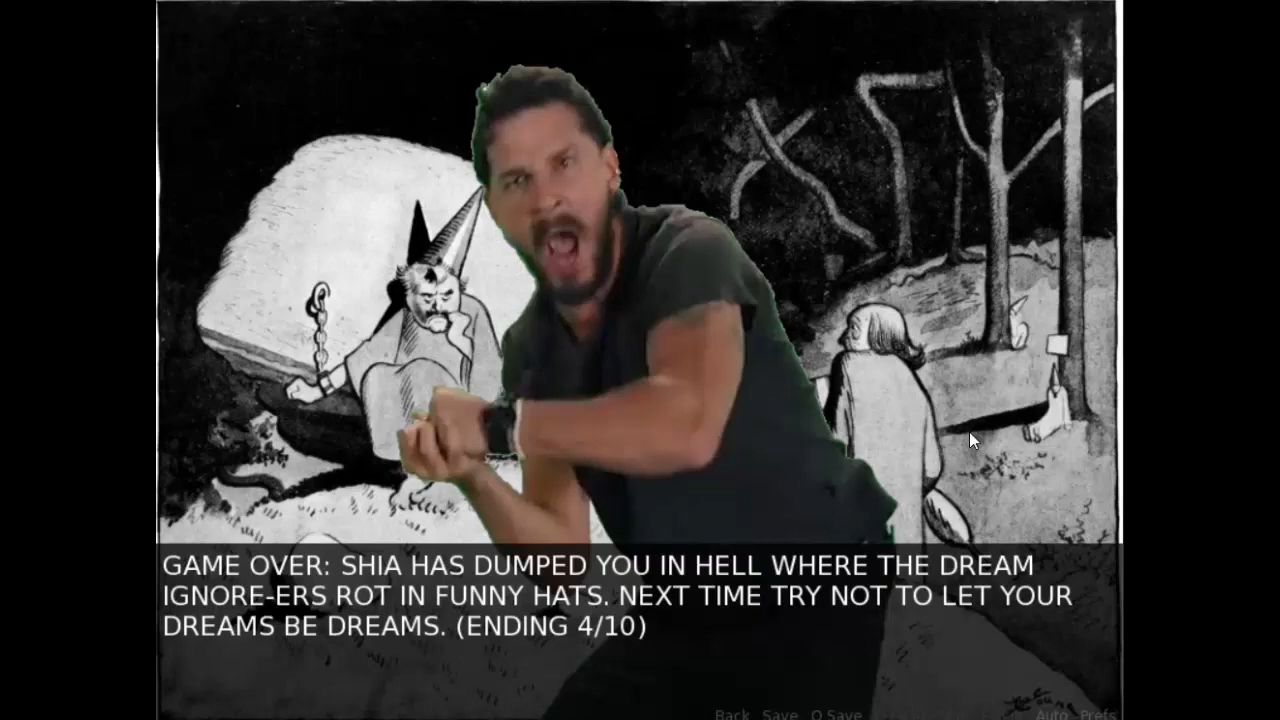 GAME OVER: SHIA HAS DUMPED YOU IN HELL WHERE THE DREAM
IGNORE-ERS ROT IN FUNNY HATS. NEXT TIME TRY NOT TO LET YOUR
DREAMS BE DREAMS. (ENDING 4/10)
Back Save Q.Save Auto Prefs